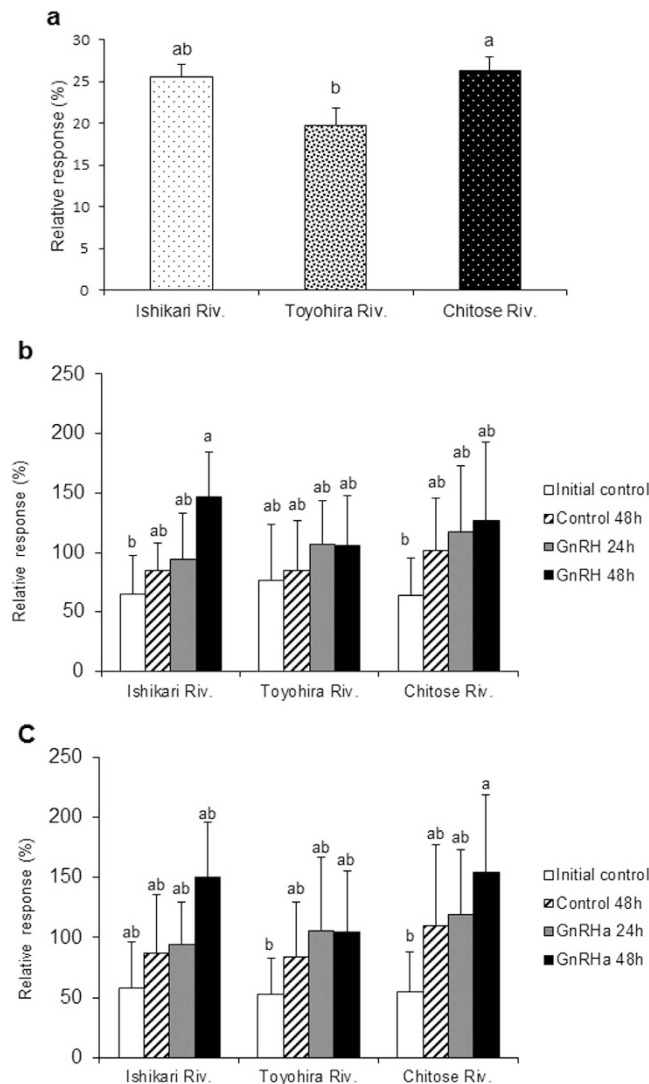 a
30
25
20
15
10
5
0
Relative response (%)
ab
b
a
Ishikari Riv. Toyohira Riv. Chitose Riv.
b
250
200
150
100
50
0
Relative response (%)
b ab ab a ab ab ab ab b ab ab ab
Ishikari Riv. Toyohira Riv. Chitose Riv.
Initial control
Control 48h
GnRH 24h
GnRH 48h
C
250
200
150
100
50
0
Relative response (%)
ab ab ab ab b ab ab ab b ab ab a
Ishikari Riv. Toyohira Riv. Chitose Riv.
Initial control
Control 48h
GnRHa 24h
GnRHa 48h